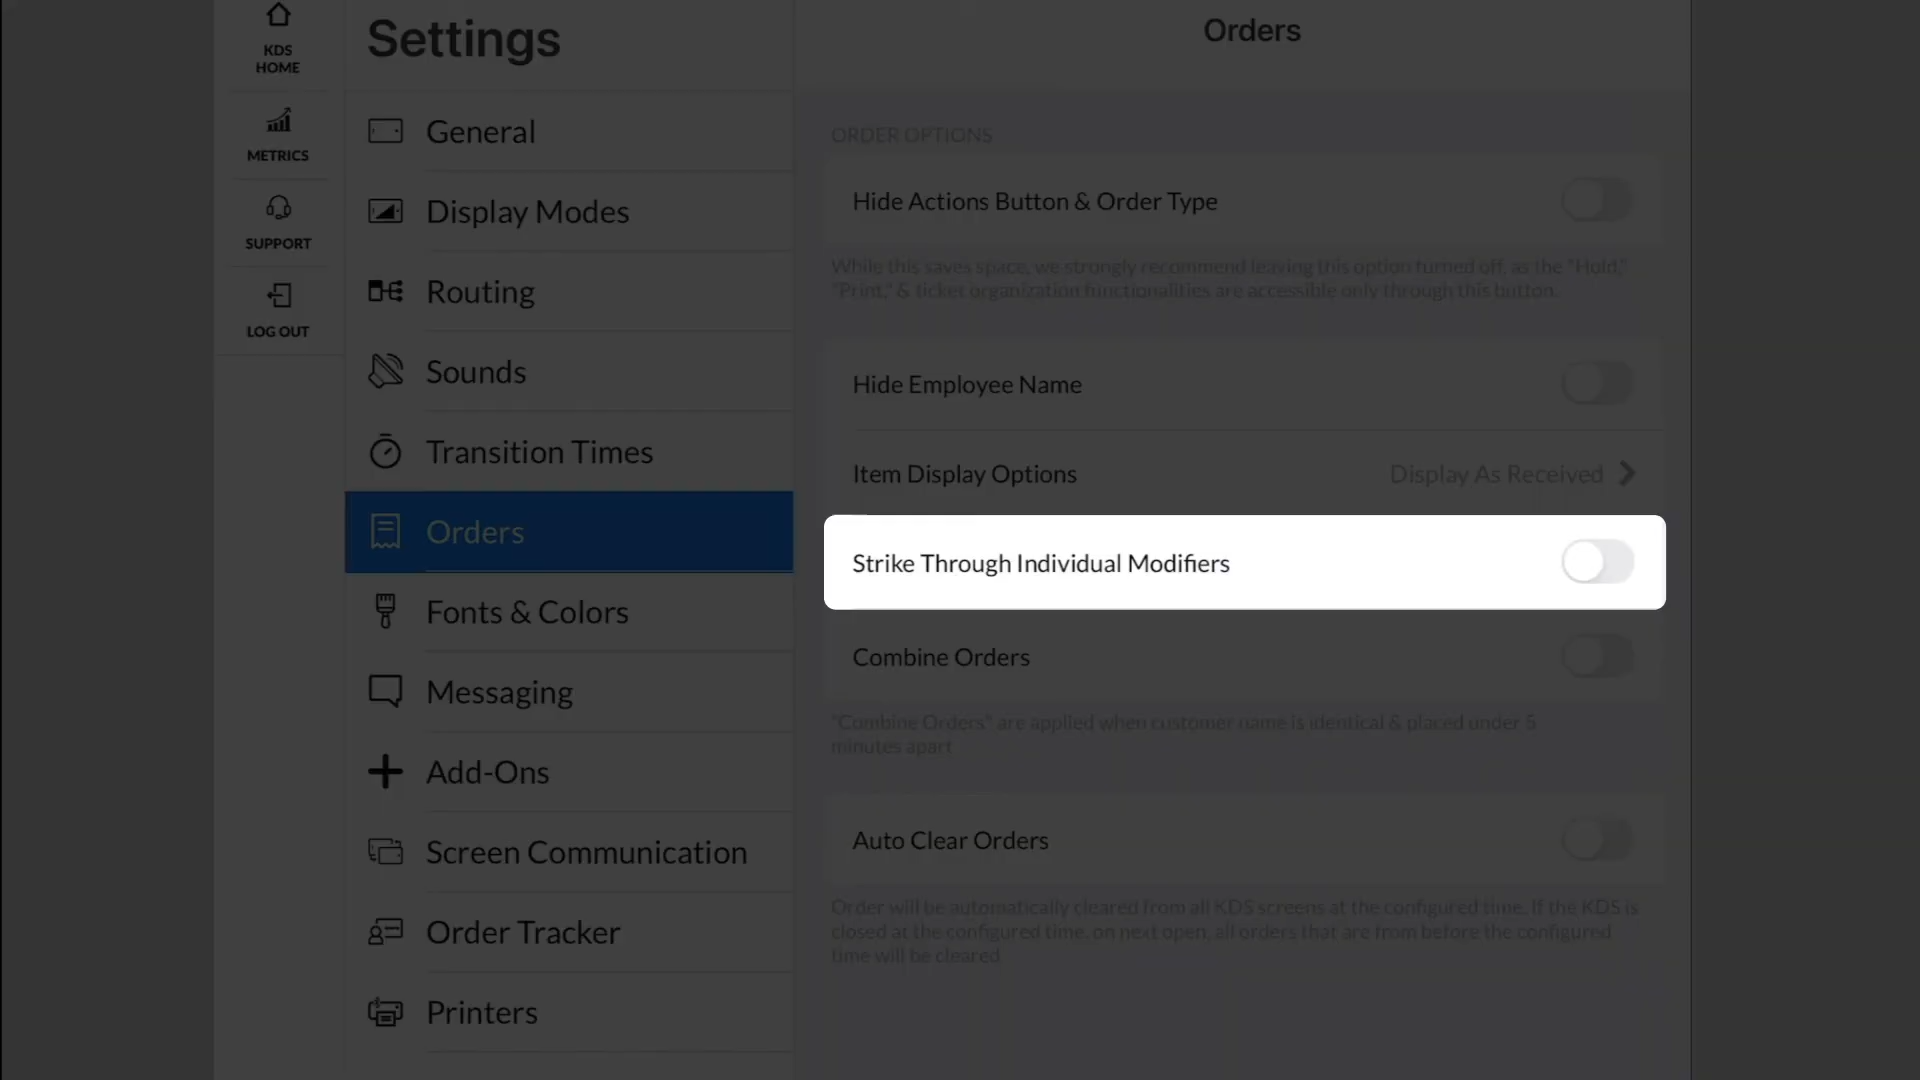 KDS
HOME
METRICS
SUPPORT
LOG OUT
Settings
General
Display Modes
Routing
Sounds
Transition Times
Orders
Fonts & Colors
Messaging
Add-Ons
Screen Communication
Order Tracker
Printers
Orders
ORDER OPTIONS
Hide Actions Button & Order Type
While this saves space, we strongly recommend leaving this option turned off, as the "Hold,"
"Print," & ticket organization functionalities are accessible only through this button.
Hide Employee Name
Item Display Options
Display As Received
Strike Through Individual Modifiers
Combine Orders
"Combine Orders" are applied when customer name is identical & placed under 5
minutes apart
Auto Clear Orders
Order will be automatically cleared from all KDS screens at the configured time. If the KDS is
closed at the configured time, on next open, all orders that are from before the configured
time will be cleared